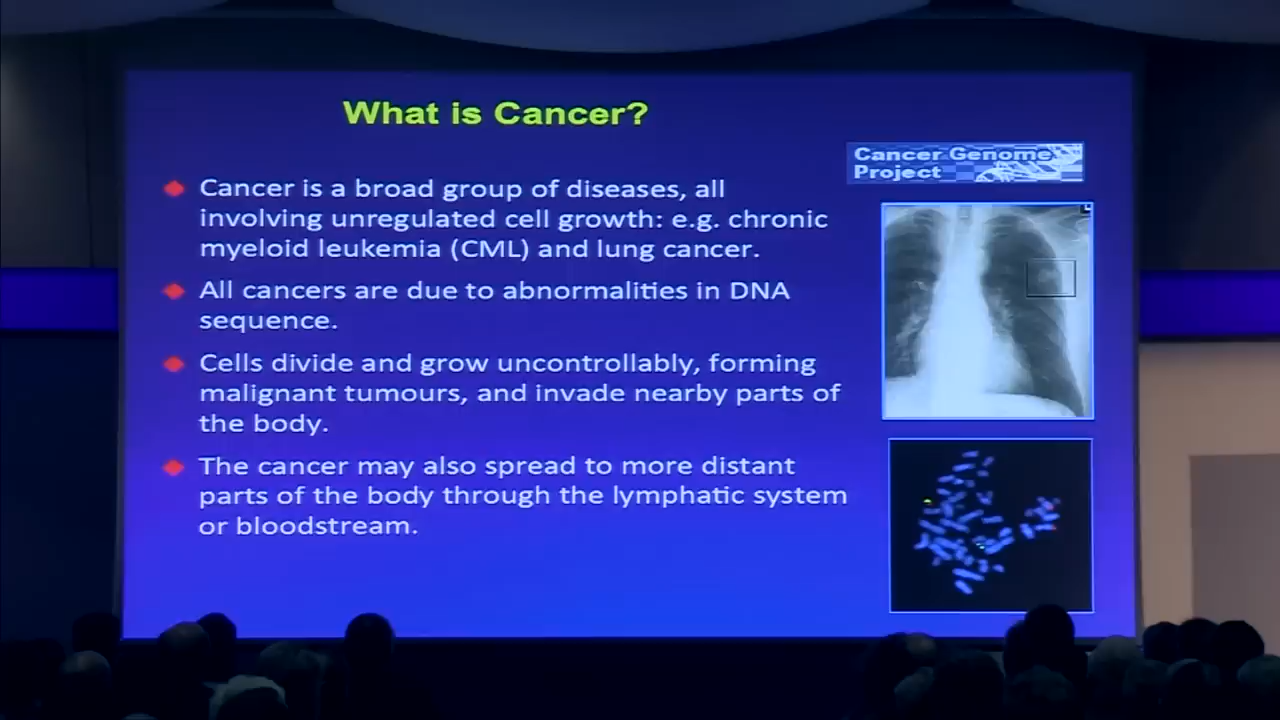 What is Cancer?
Cancer Genome
Project
Cancer is a broad group of diseases, all
involving unregulated cell growth: e.g. chronic
myeloid leukemia (CML) and lung cancer.
All cancers are due to abnormalities in DNA
sequence.
Cells divide and grow uncontrollably, forming
malignant tumours, and invade nearby parts of
the body.
The cancer may also spread to more distant
parts of the body through the lymphatic system
or bloodstream.